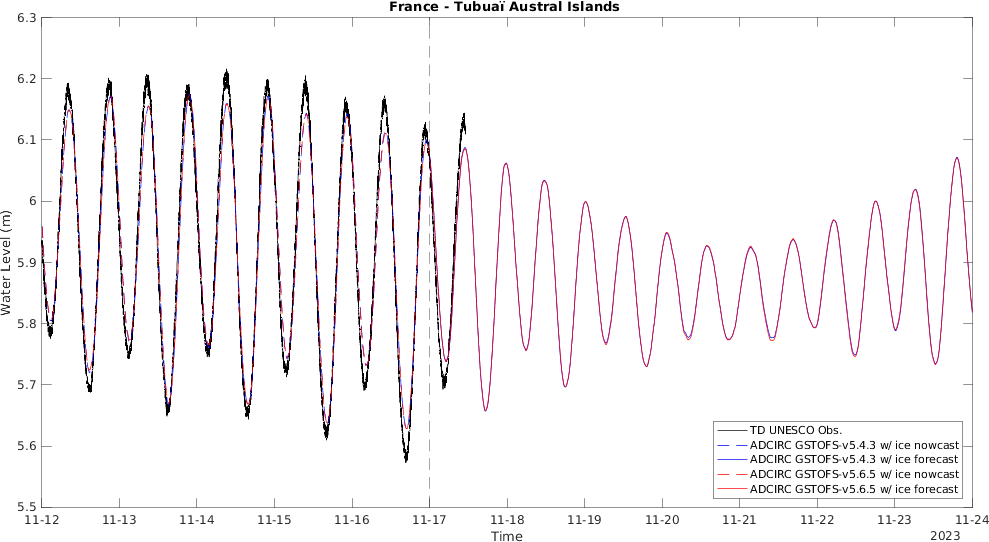 France - Tubuaï Austral Islands
6.3
6.2
6.1
6
5.9
5.8
5.7
5.6
5.5
Water Level (m)
TD UNESCO Obs.
ADCIRC GSTOFS-v5.4.3 w/ ice nowcast
ADCIRC GSTOFS-v5.4.3 w/ ice forecast
ADCIRC GSTOFS-v5.6.5 w/ ice nowcast
ADCIRC GSTOFS-v5.6.5 w/ ice forecast
11-12 11-13 11-14 11-15 11-16 11-17 11-18 11-19 11-20 11-21 11-22 11-23 11-24
Time
2023